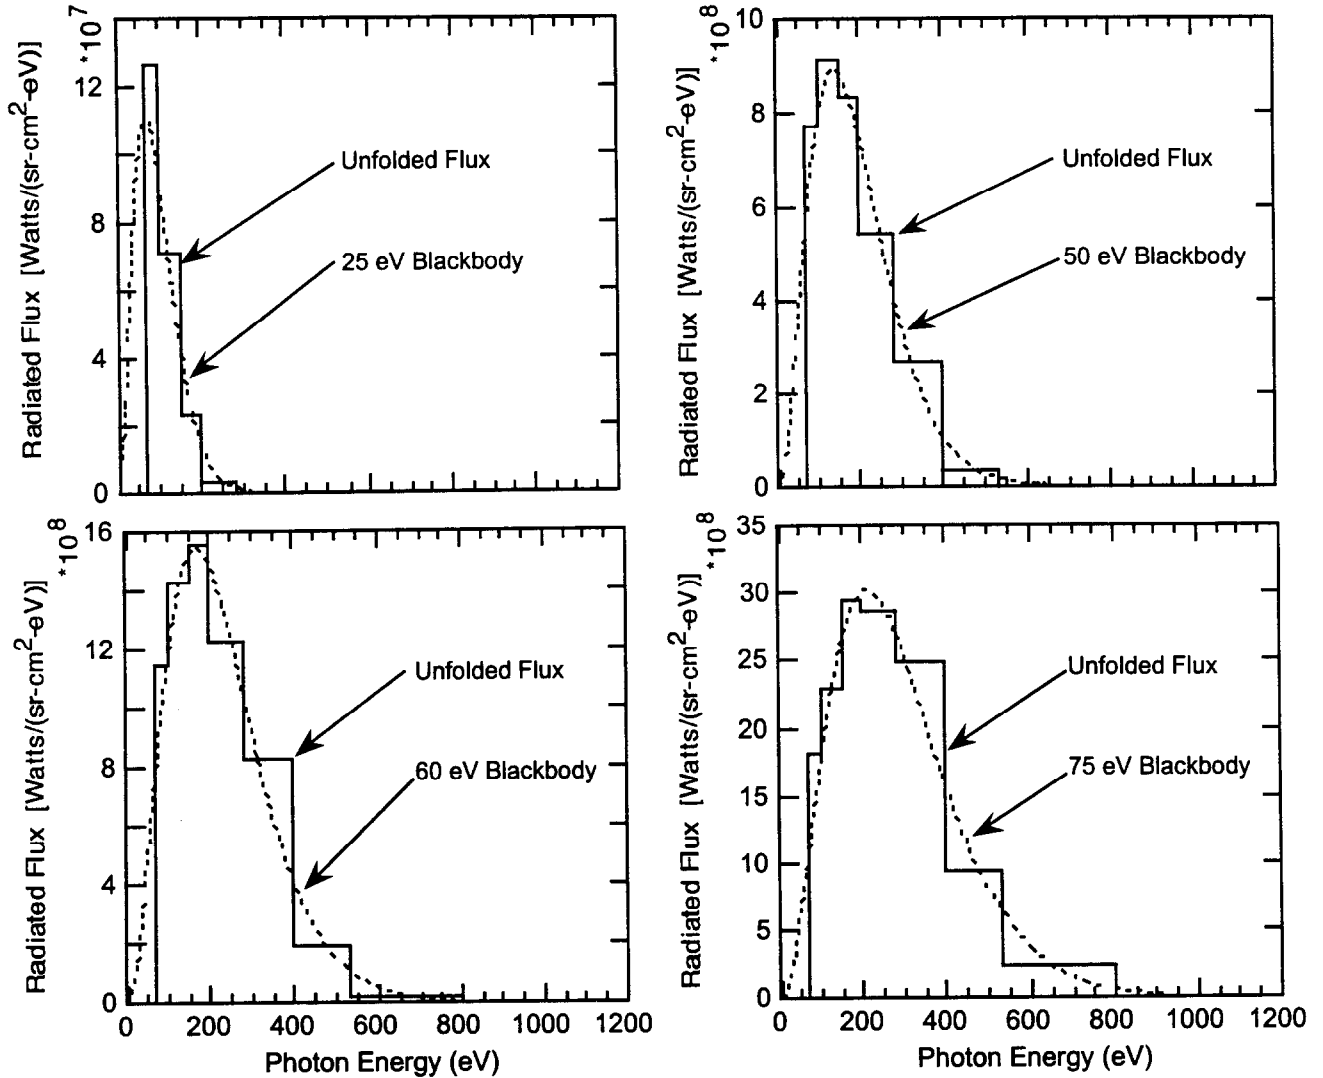 *10^7
Radiated Flux [Watts/(sr-cm^2-eV)]
12
8
4
0
Unfolded Flux
25 eV Blackbody
*10^8
Radiated Flux [Watts/(sr-cm^2-eV)]
10
8
6
4
2
0
Unfolded Flux
50 eV Blackbody
*10^8
Radiated Flux [Watts/(sr-cm^2-eV)]
16
12
8
4
0
Unfolded Flux
60 eV Blackbody
0 200 400 600 800 1000 1200
Photon Energy (eV)
*10^8
Radiated Flux [Watts/(sr-cm^2-eV)]
35
30
25
20
15
10
5
0
Unfolded Flux
75 eV Blackbody
0 200 400 600 800 1000 1200
Photon Energy (eV)